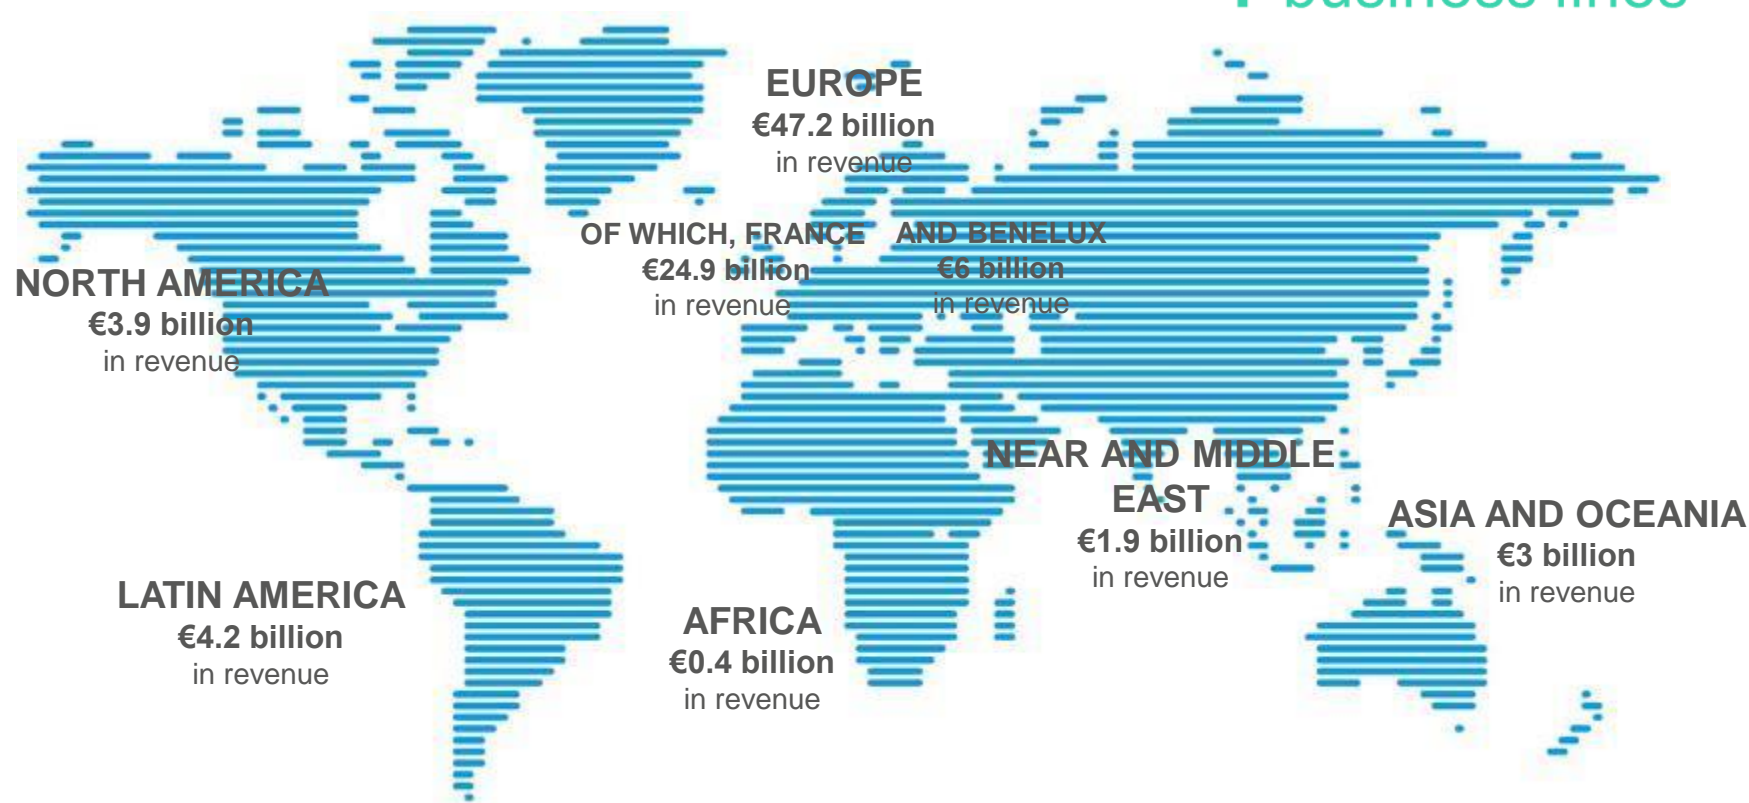 business lines
EUROPE
€47.2 billion
in revenue
OF WHICH, FRANCE
€24.9 billion
in revenue
AND BENELUX
€6 billion
in revenue
NORTH AMERICA
€3.9 billion
in revenue
NEAR AND MIDDLE
EAST
€1.9 billion
in revenue
ASIA AND OCEANIA
€3 billion
in revenue
LATIN AMERICA
€4.2 billion
in revenue
AFRICA
€0.4 billion
in revenue